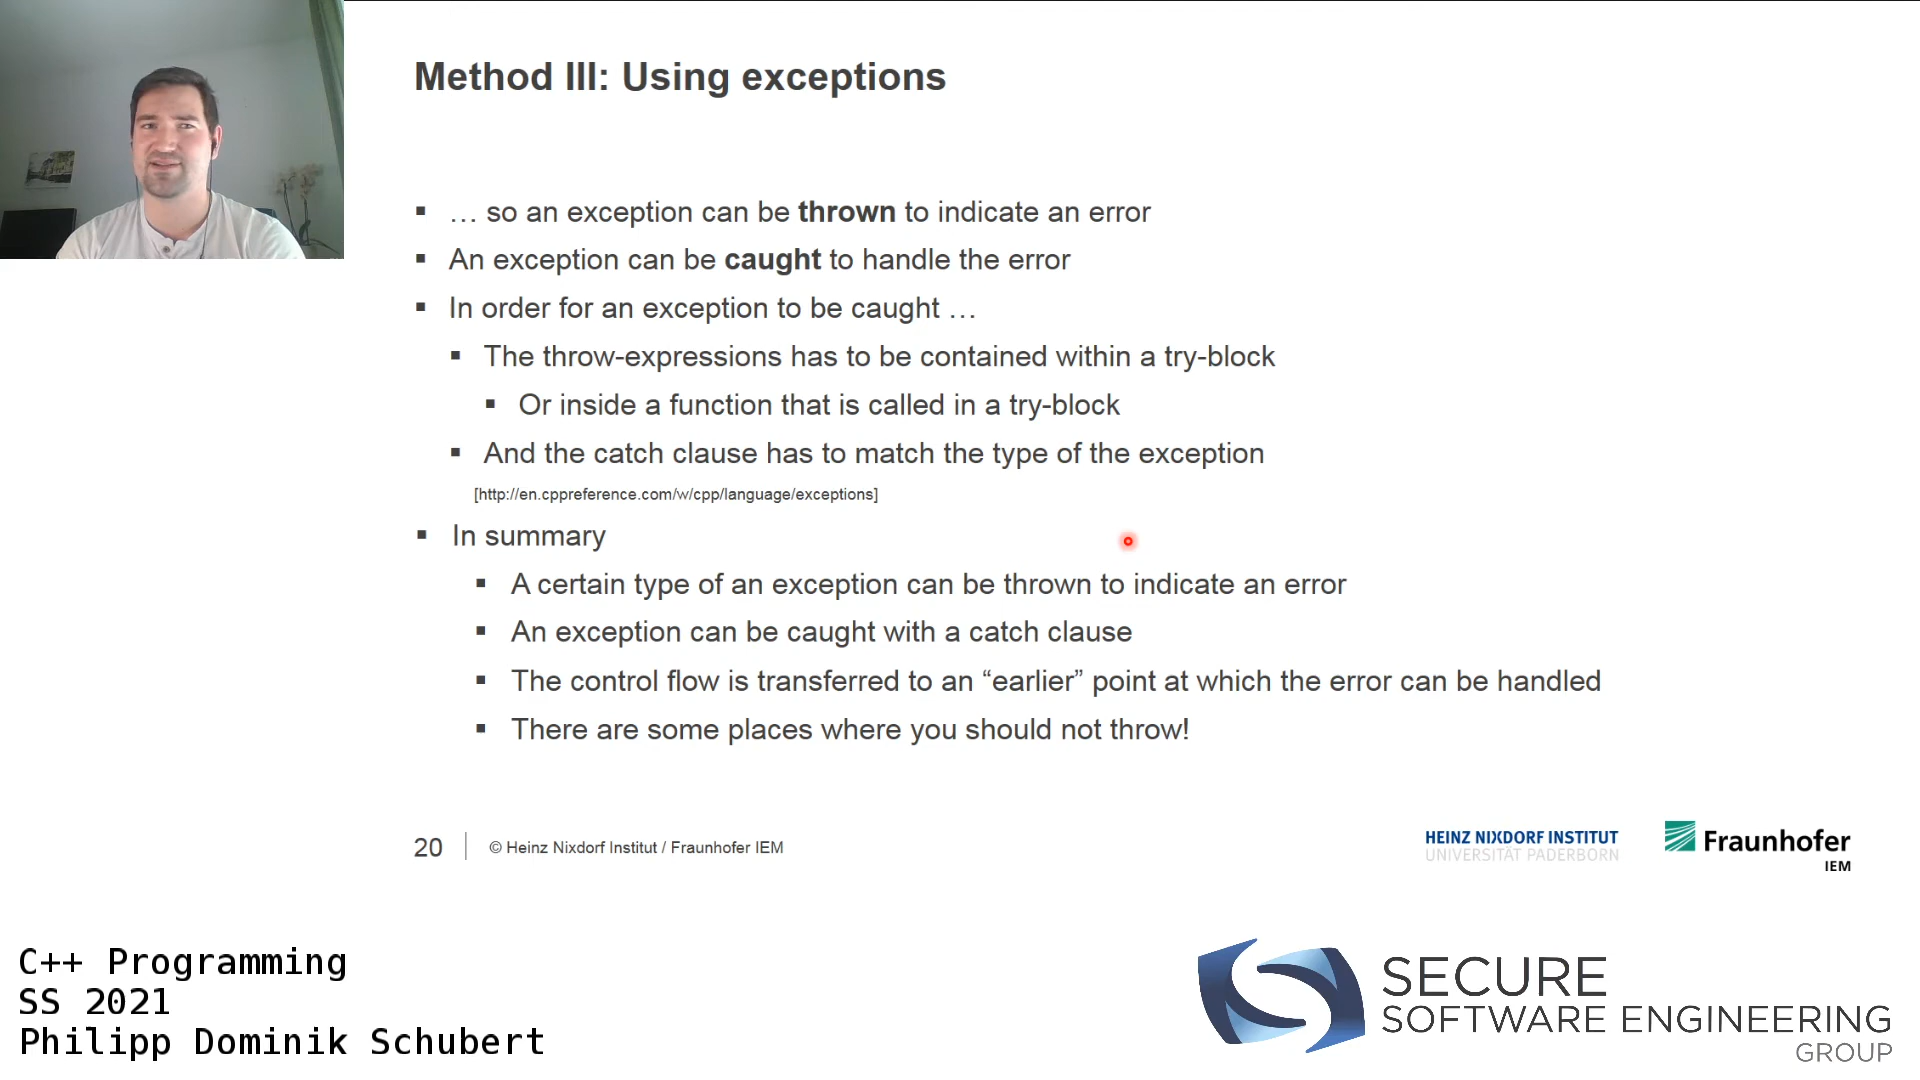 Method III: Using exceptions
▪ … so an exception can be thrown to indicate an error
▪ An exception can be caught to handle the error
▪ In order for an exception to be caught …
▪ The throw-expressions has to be contained within a try-block
▪ Or inside a function that is called in a try-block
▪ And the catch clause has to match the type of the exception
[http://en.cppreference.com/w/cpp/language/exceptions]
▪ In summary
▪ A certain type of an exception can be thrown to indicate an error
▪ An exception can be caught with a catch clause
▪ The control flow is transferred to an “earlier” point at which the error can be handled
▪ There are some places where you should not throw!
20
© Heinz Nixdorf Institut / Fraunhofer IEM
HEINZ NIXDORF INSTITUT
UNIVERSITÄT PADERBORN
Fraunhofer
IEM
C++ Programming
SS 2021
Philipp Dominik Schubert
SECURE
SOFTWARE ENGINEERING
GROUP